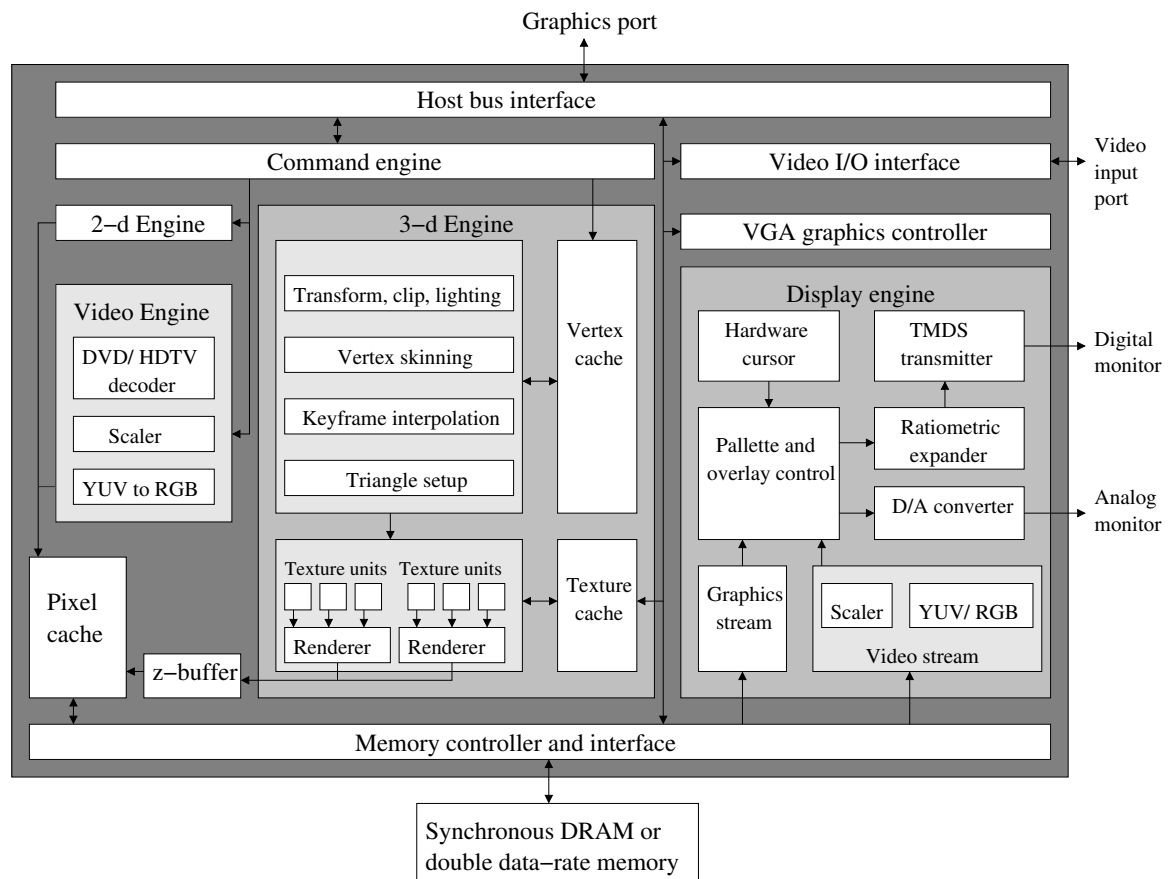 Graphics port
Host bus interface
Command engine
Video I/O interface
Video
input
port
2−d Engine
3−d Engine
VGA graphics controller
Video Engine
DVD/ HDTV
decoder
Scaler
YUV to RGB
Transform, clip, lighting
Vertex skinning
Keyframe interpolation
Triangle setup
Vertex
cache
Display engine
Hardware
cursor
TMDS
transmitter
Digital
monitor
Pallette and
overlay control
Ratiometric
expander
D/A converter
Analog
monitor
Pixel
cache
Texture units
Texture units
Renderer
Renderer
Texture
cache
Graphics
stream
Scaler
YUV/ RGB
Video stream
z−buffer
Memory controller and interface
Synchronous DRAM or
double data−rate memory